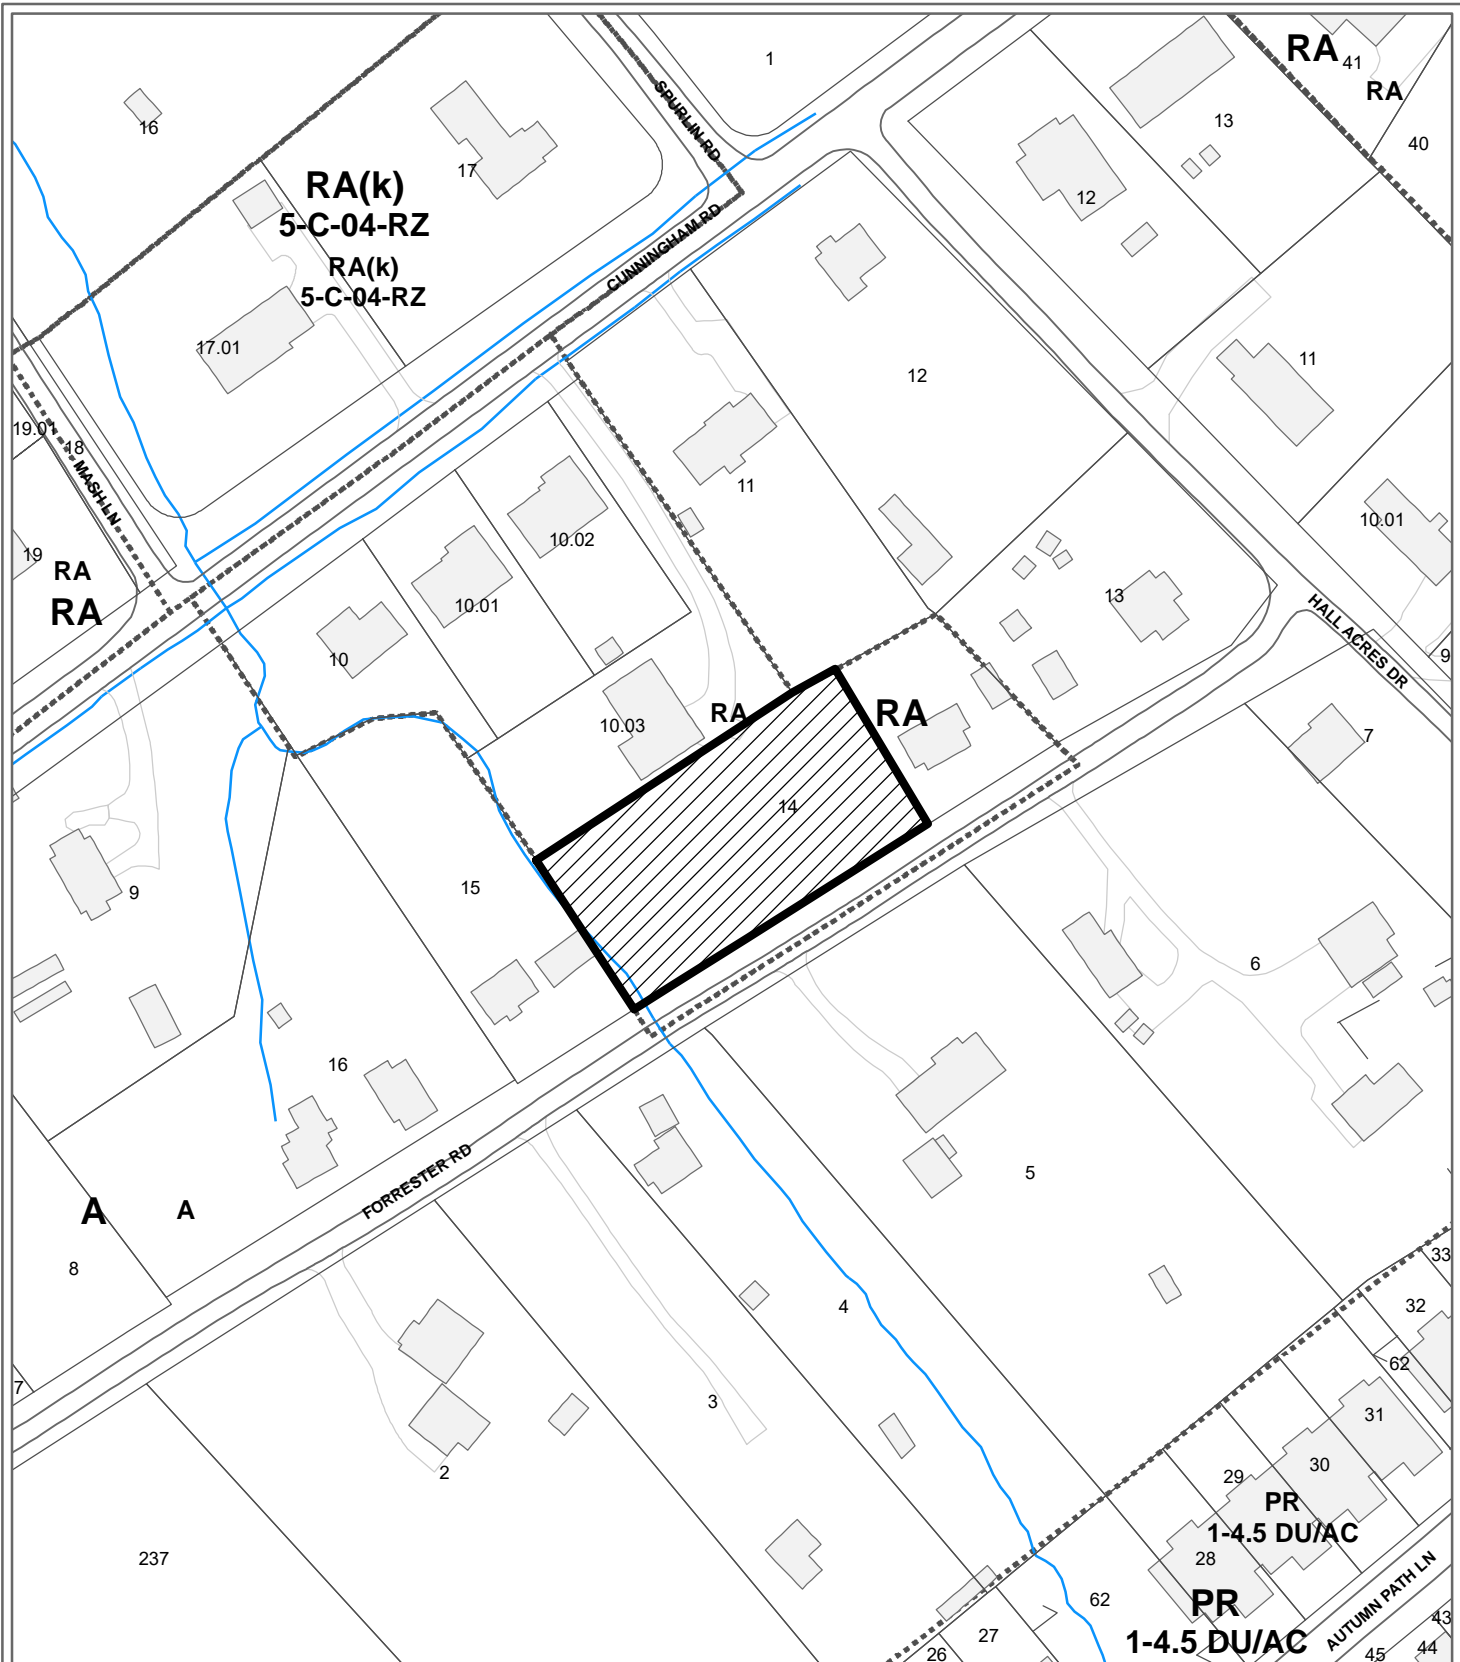 1
RA
41
RA
16
SPURLIN RD
13
40
17
RA(k)
5-C-04-RZ
12
CUNNINGHAM RD
RA(k)
5-C-04-RZ
17.01
11
12
19.01
18
MASH LN
11
10.01
10.02
19
RA
RA
10.01
13
HALL ACRES DR
10
9
10.03
RA
RA
7
14
15
9
6
16
5
FORRESTER RD
A
A
8
33
4
32
62
7
3
31
2
30
29
PR
1-4.5 DU/AC
237
28
62
PR
1-4.5 DU/AC
AUTUMN PATH LN
43
27
26
45
44